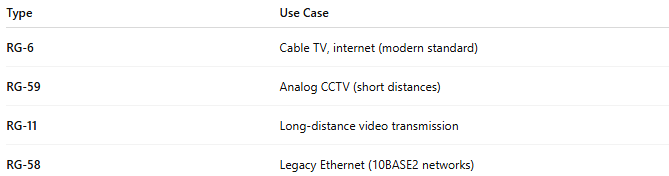 Type Use Case
RG-6 Cable TV, internet (modern standard)
RG-59 Analog CCTV (short distances)
RG-11 Long-distance video transmission
RG-58 Legacy Ethernet (10BASE2 networks)